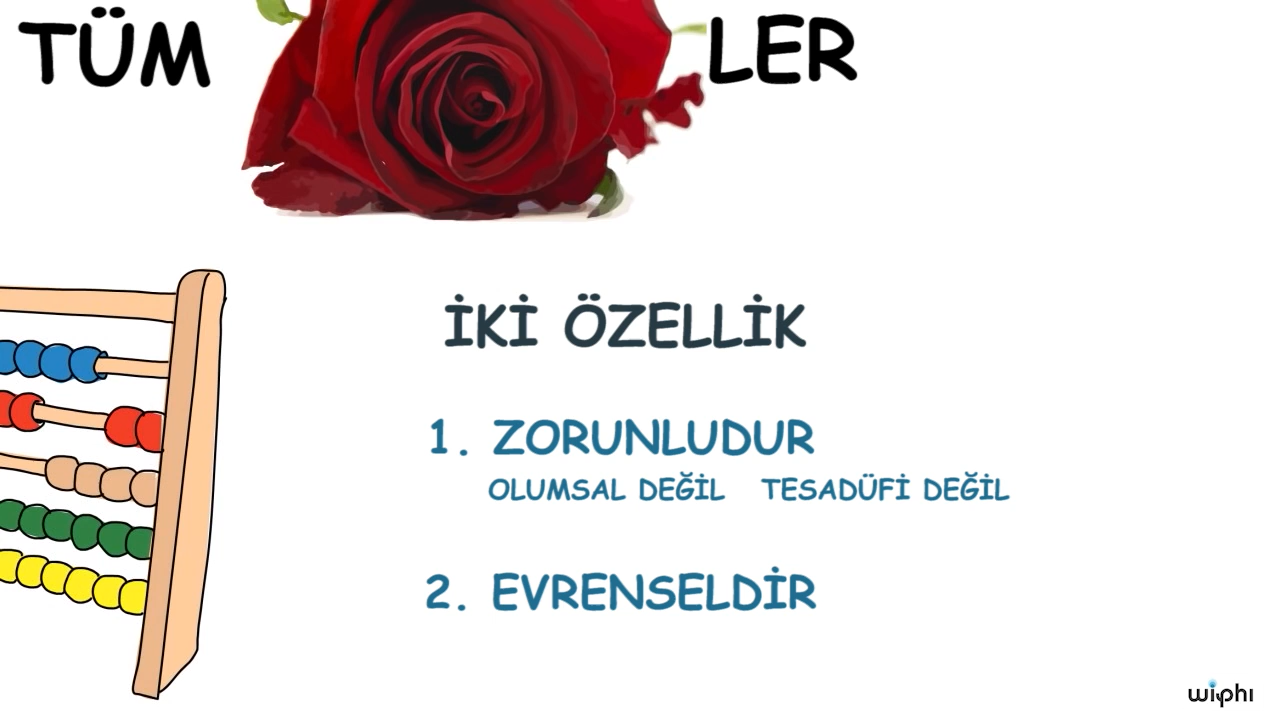 TÜM LER
İKİ ÖZELLİK
1. ZORUNLUDUR
OLUMSAL DEĞİL TESADÜFİ DEĞİL
2. EVRENSELDİR
wiphi